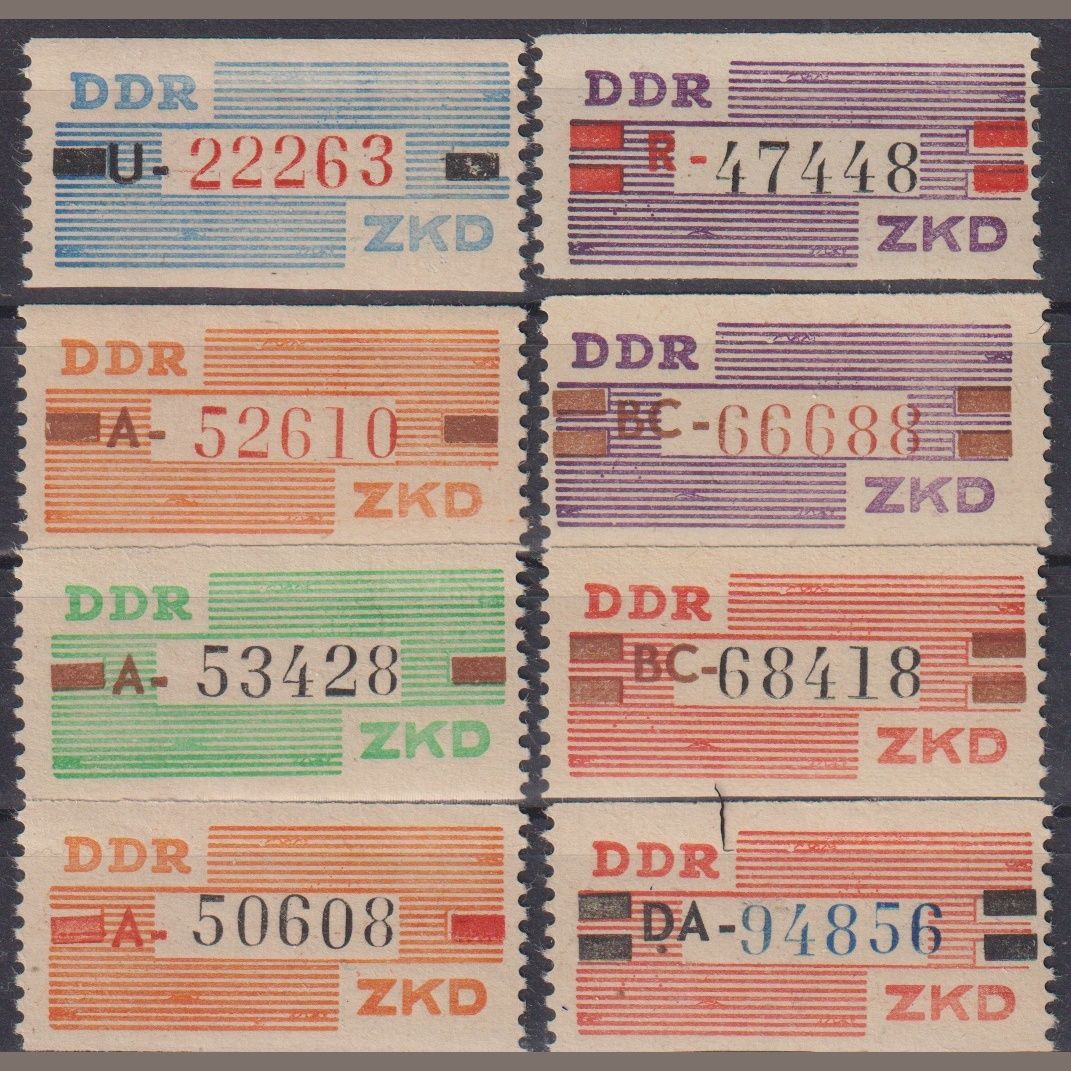 DDR
U-22263
ZKD
DDR
R-47448
ZKD
DDR
A-52610
ZKD
DDR
BC-66688
ZKD
DDR
A-53428
ZKD
DDR
BC-68418
ZKD
DDR
A-50608
ZKD
DDR
DA-94856
ZKD